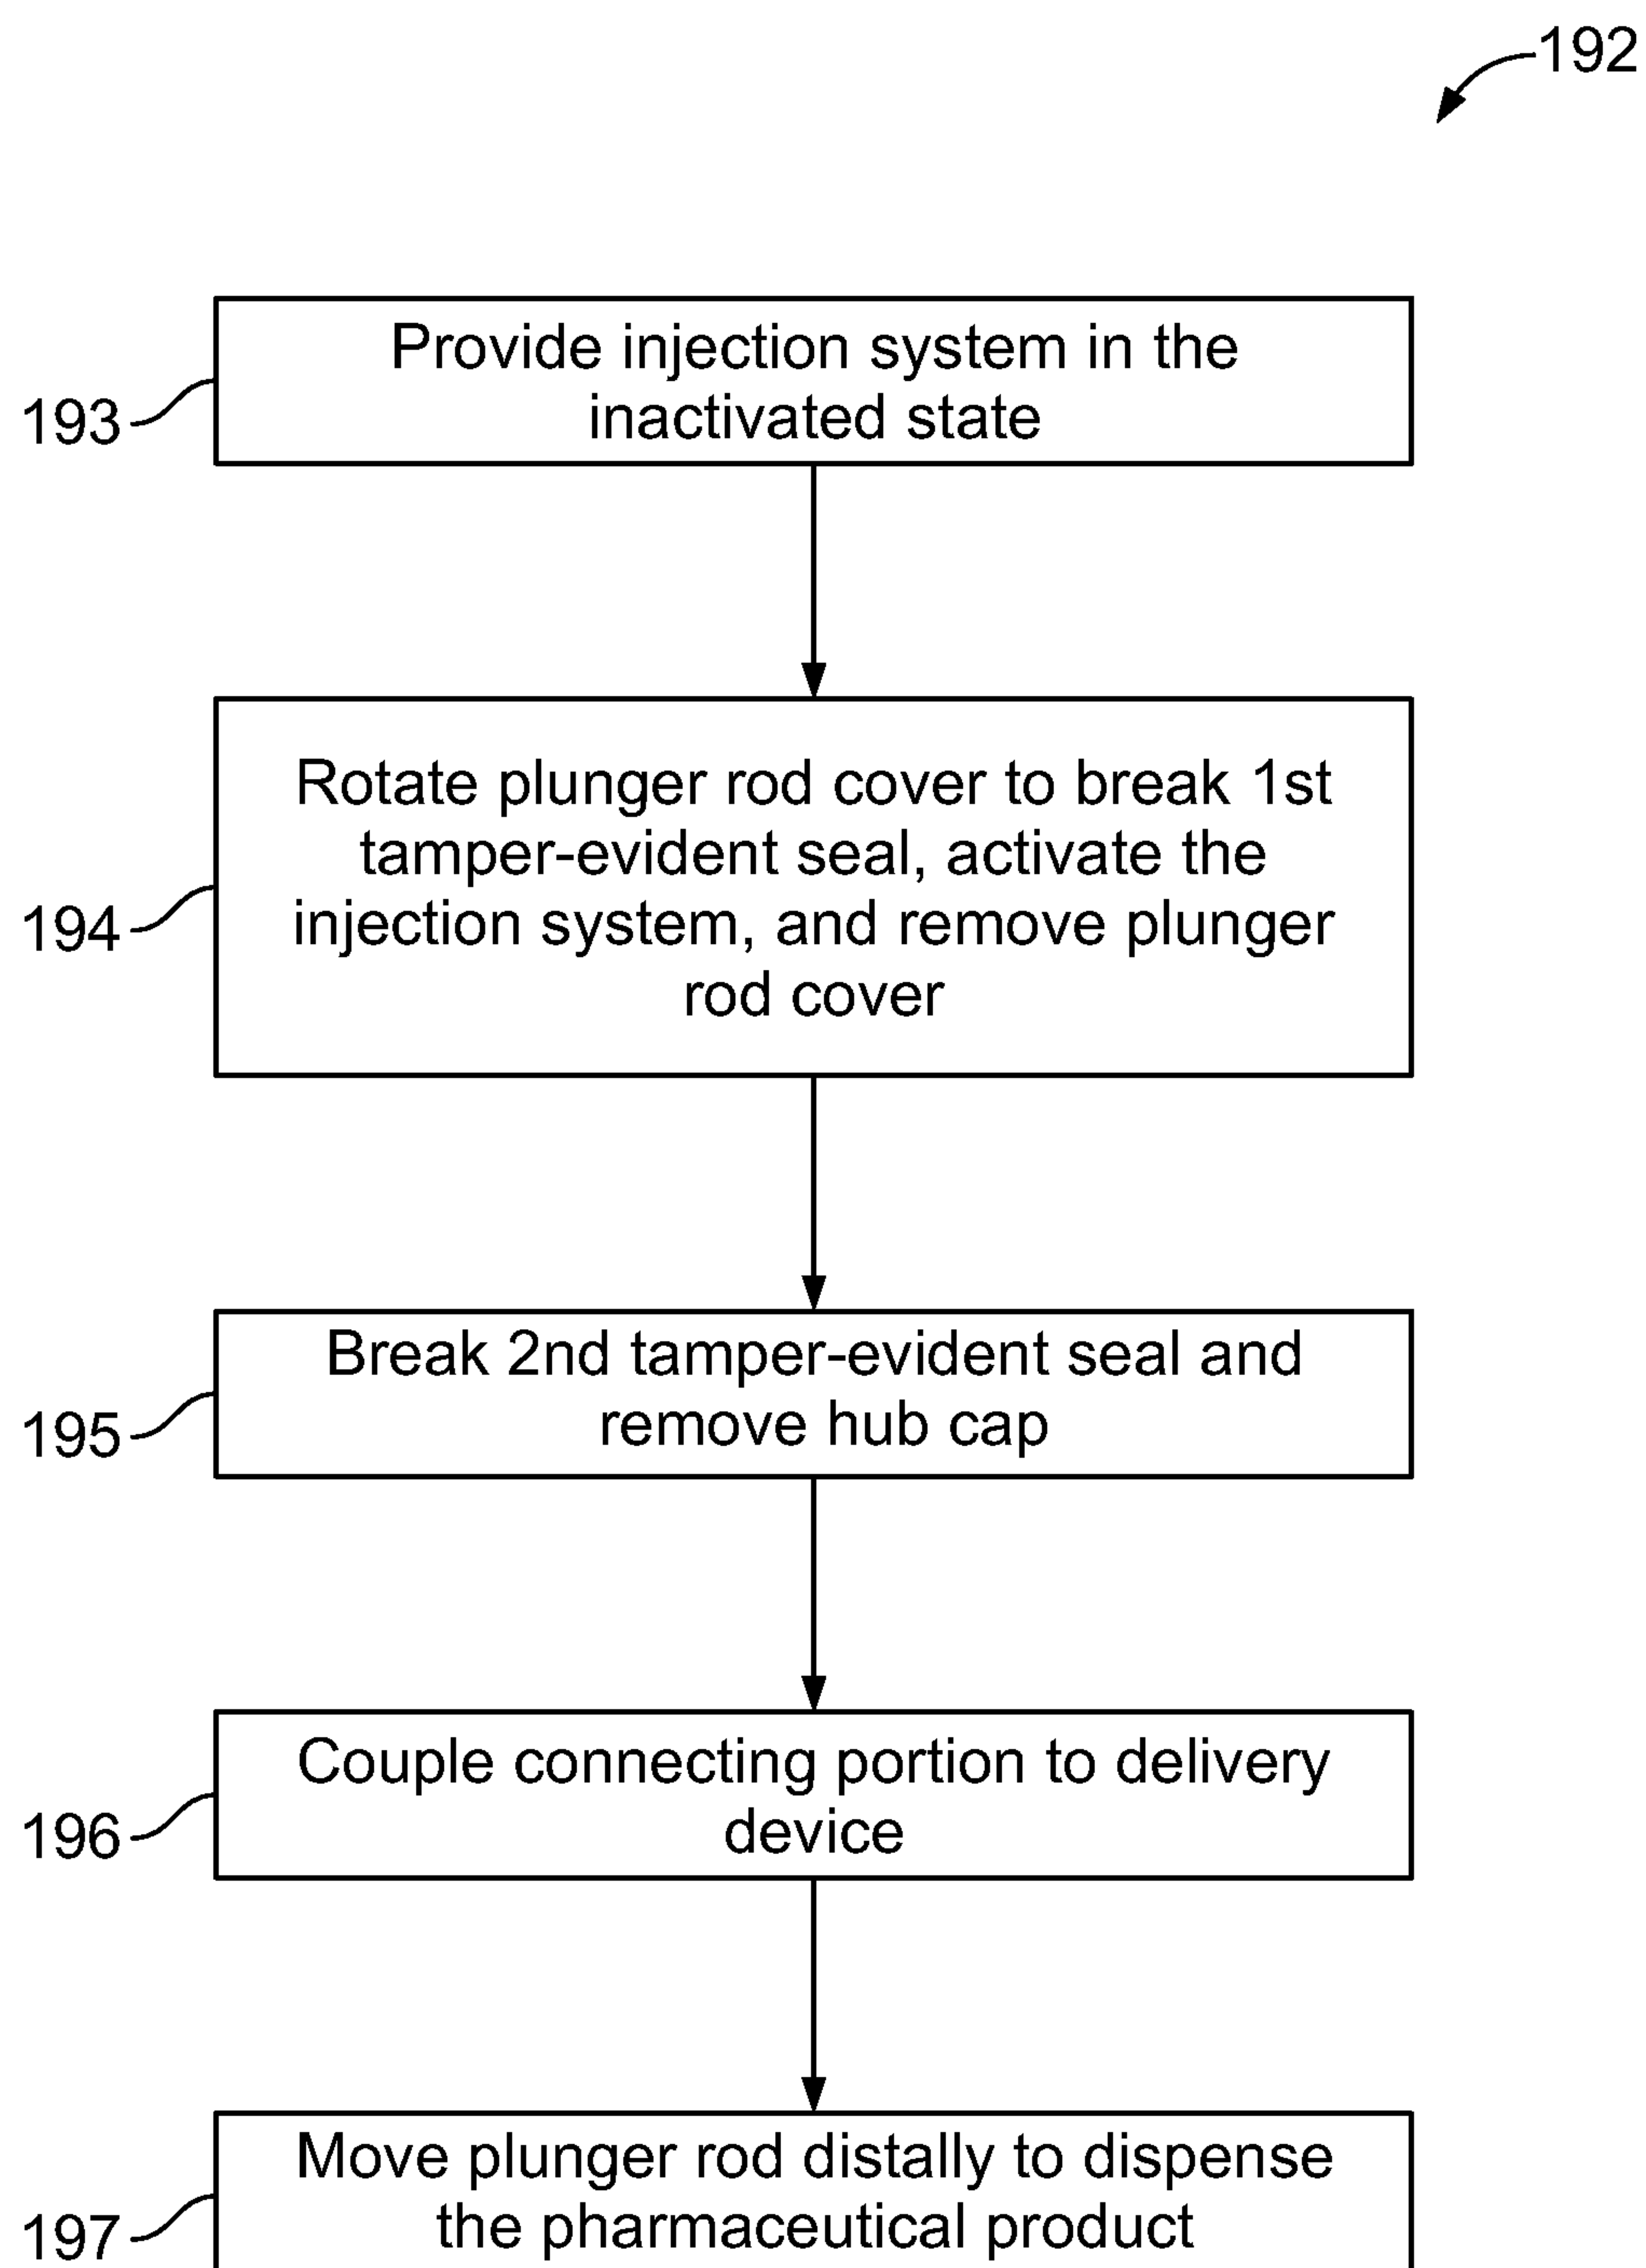 192
Provide injection system in the
inactivated state
193
Rotate plunger rod cover to break 1st
tamper-evident seal, activate the
injection system, and remove plunger
rod cover
194
Break 2nd tamper-evident seal and
remove hub cap
195
Couple connecting portion to delivery
device
196
Move plunger rod distally to dispense
the pharmaceutical product
197